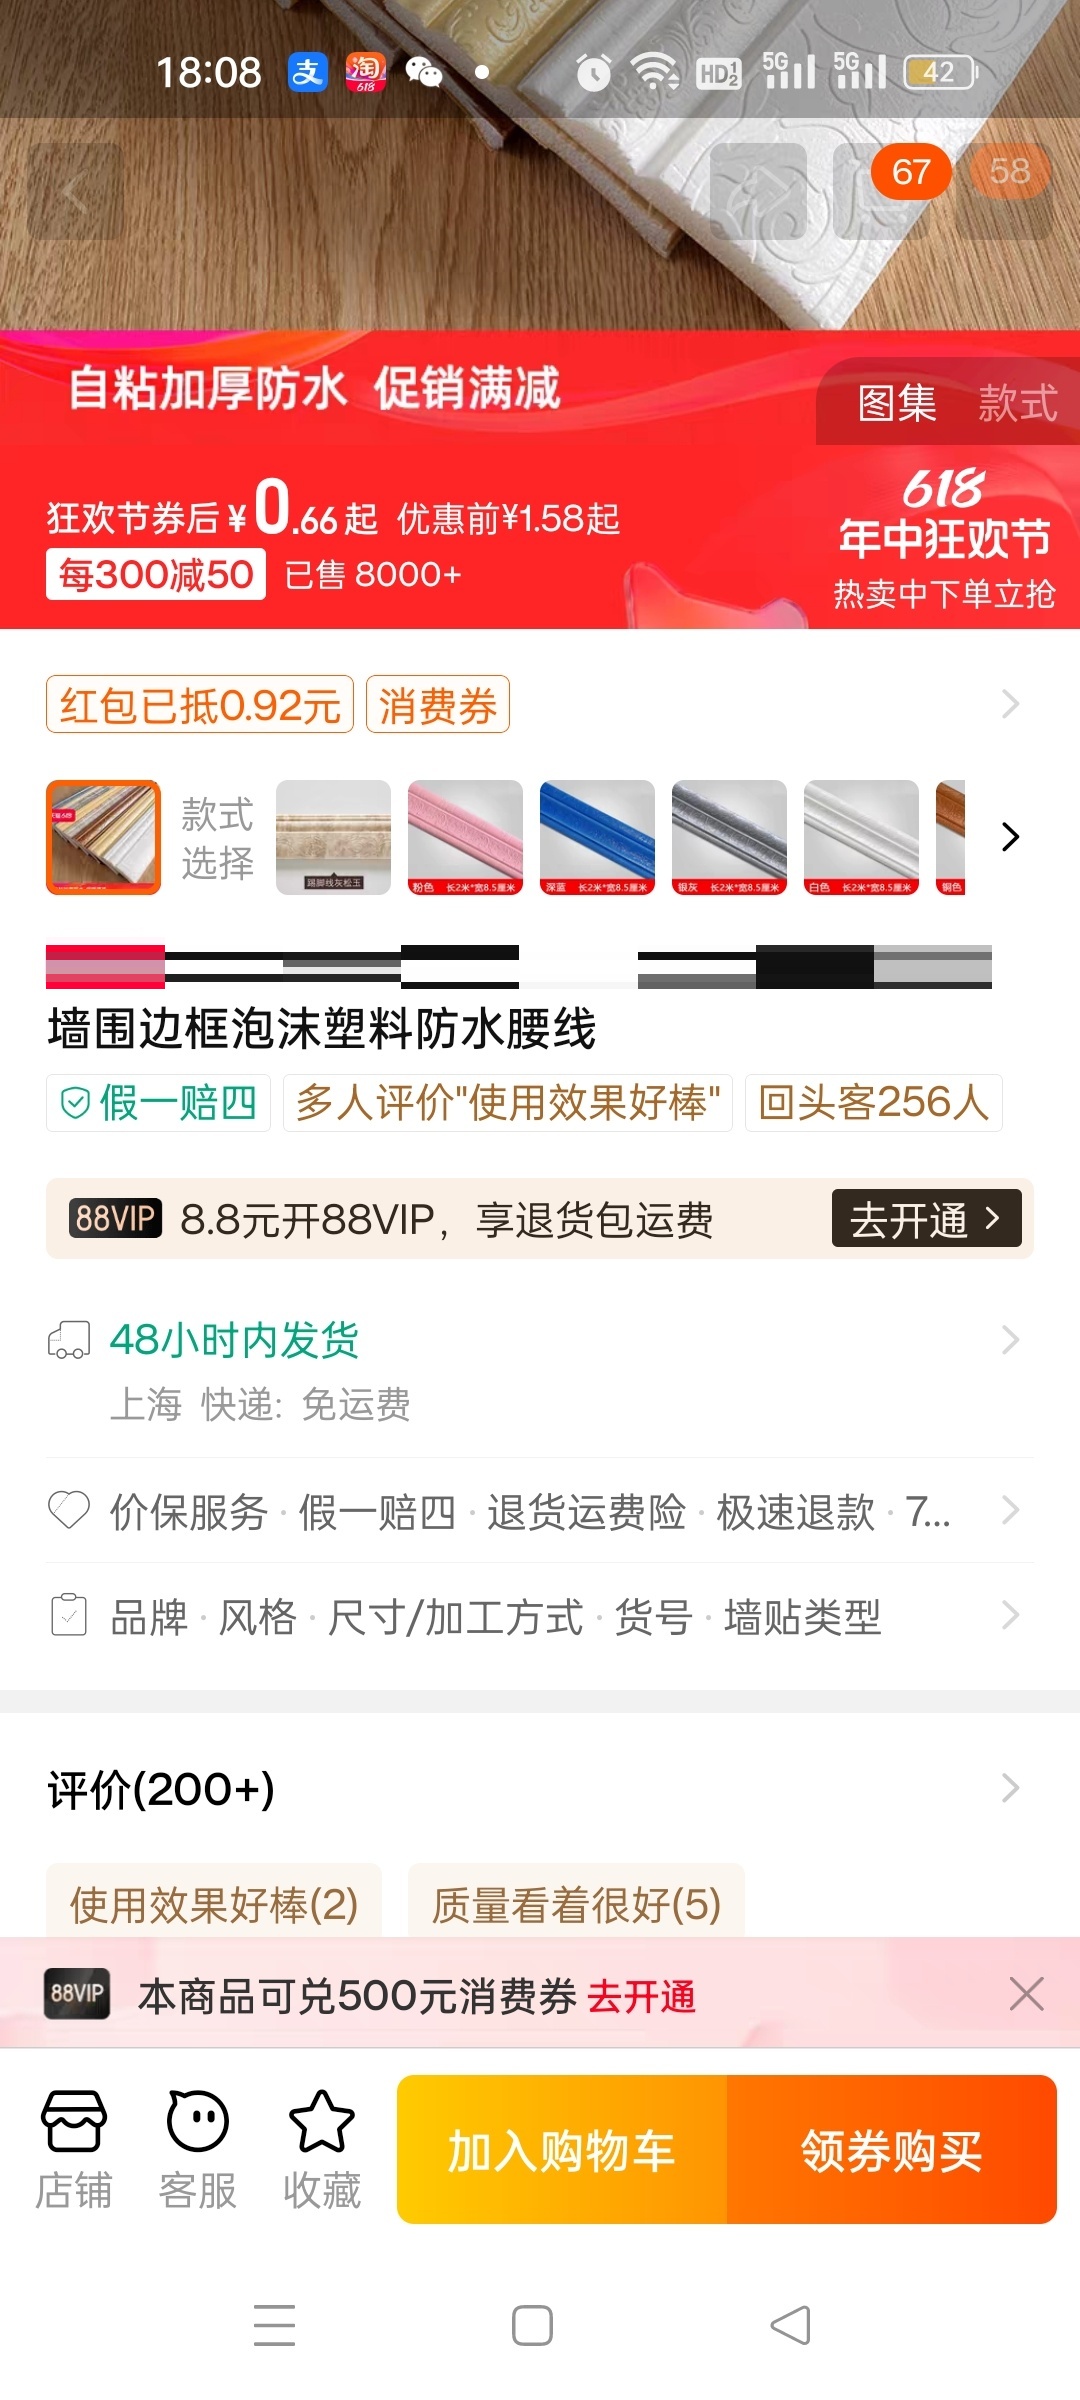 18:08
支 淘 618 HD 1 2 5G 5G 42
67 58
自粘加厚防水 促销满减
图集 款式
618
年中狂欢节
热卖中下单立抢
狂欢节券后¥0.66起 优惠前¥1.58起
每300减50 已售 8000+
红包已抵0.92元 消费券
款式
选择
踢脚线灰松玉
粉色 长2米*宽8.5厘米
深蓝 长2米*宽8.5厘米
银灰 长2米*宽8.5厘米
白色 长2米*宽8.5厘米
铜色
墙围边框泡沫塑料防水腰线
假一赔四 多人评价"使用效果好棒" 回头客256人
88VIP 8.8元开88VIP，享退货包运费 去开通
48小时内发货
上海 快递: 免运费
价保服务 · 假一赔四 · 退货运费险 · 极速退款 · 7...
品牌 · 风格 · 尺寸/加工方式 · 货号 · 墙贴类型
评价(200+)
使用效果好棒(2) 质量看着很好(5)
88VIP 本商品可兑500元消费券 去开通
店铺 客服 收藏 加入购物车 领券购买